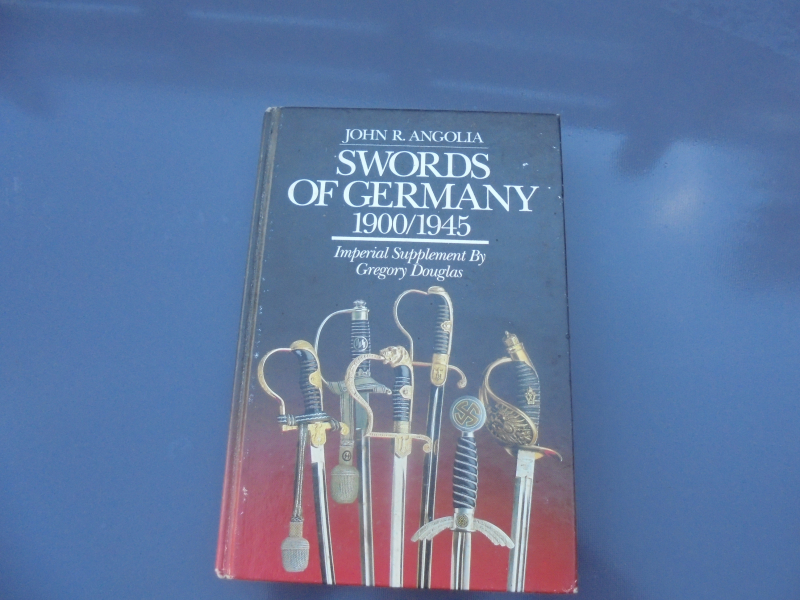 JOHN R. ANGOLIA
SWORDS
OF GERMANY
1900/1945
Imperial Supplement By
Gregory Douglas